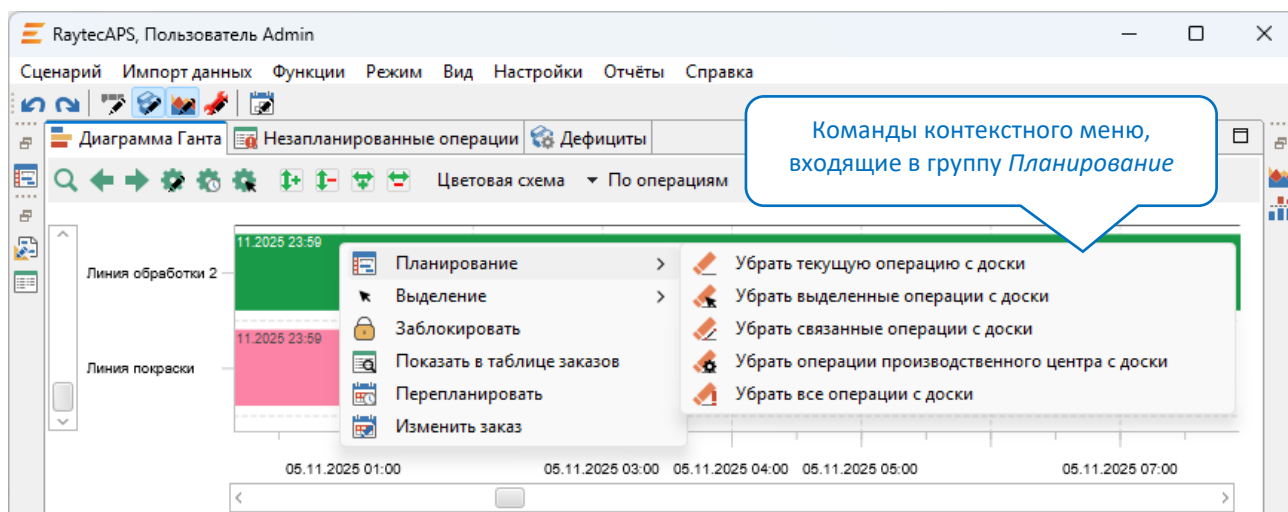 RaytecAPS, Пользователь Admin
Сценарий Импорт данных Функции Режим Вид Настройки Отчёты Справка
Диаграмма Ганта Незапланированные операции Дефициты
Команды контекстного меню,
входящие в группу Планирование
Цветовая схема По операциям
11.2025 23:59
Линия обработки 2
11.2025 23:59
Линия покраски
Планирование
Выделение
Заблокировать
Показать в таблице заказов
Перепланировать
Изменить заказ
Убрать текущую операцию с доски
Убрать выделенные операции с доски
Убрать связанные операции с доски
Убрать операции производственного центра с доски
Убрать все операции с доски
05.11.2025 01:00 05.11.2025 03:00 05.11.2025 04:00 05.11.2025 05:00 05.11.2025 07:00